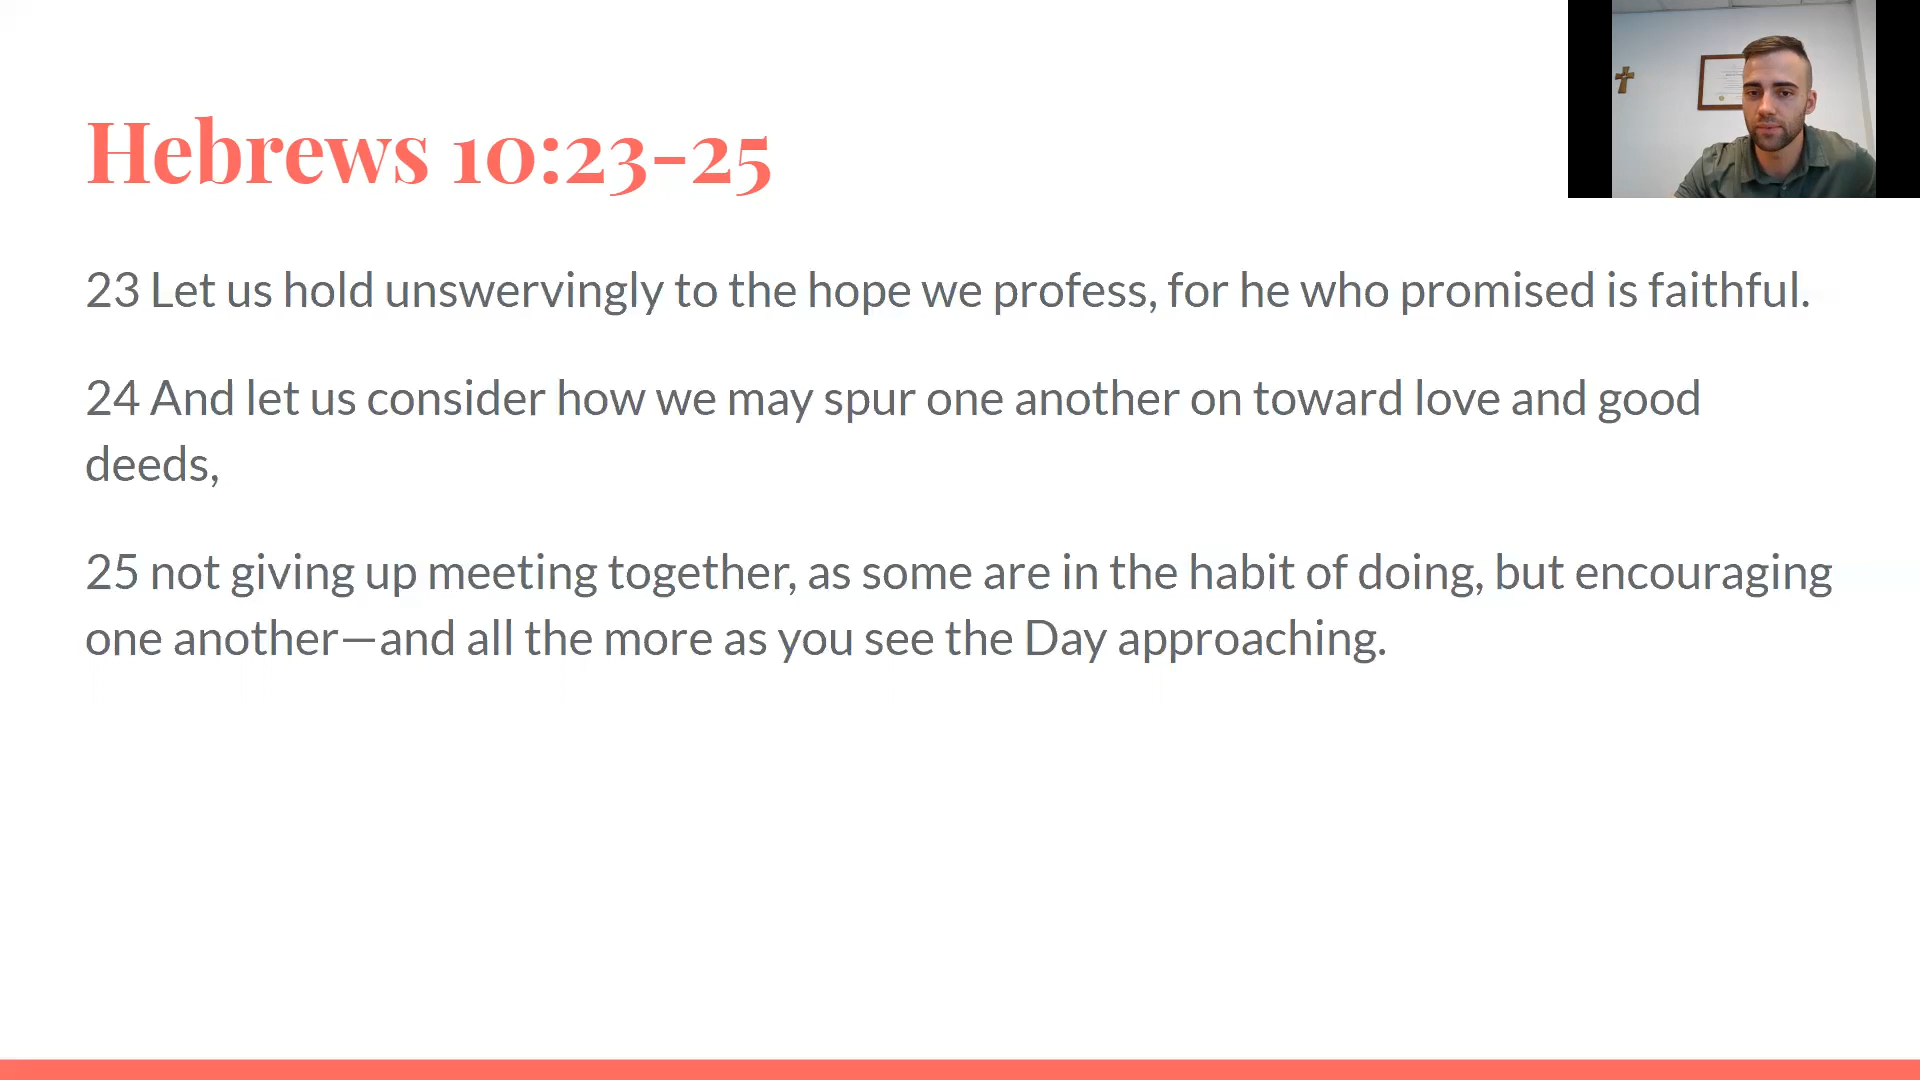 Hebrews 10:23-25
23 Let us hold unswervingly to the hope we profess, for he who promised is faithful.
24 And let us consider how we may spur one another on toward love and good
deeds,
25 not giving up meeting together, as some are in the habit of doing, but encouraging
one another—and all the more as you see the Day approaching.